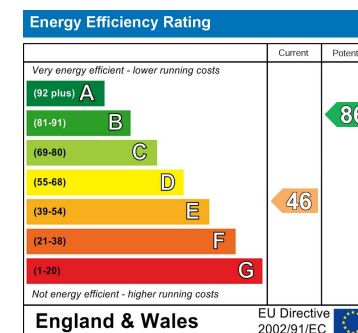 Energy Efficiency Rating
Current Potent
Very energy efficient - lower running costs
(92 plus) A
(81-91) B
86
(69-80) C
(55-68) D
(39-54) E
46
(21-38) F
(1-20) G
Not energy efficient - higher running costs
England & Wales
EU Directive
2002/91/EC